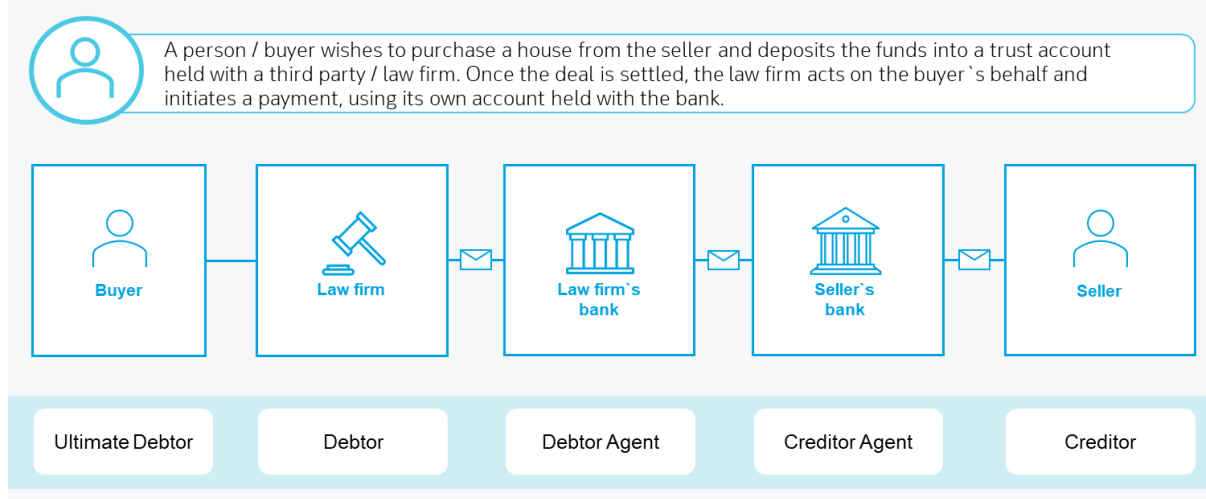 A person / buyer wishes to purchase a house from the seller and deposits the funds into a trust account
held with a third party / law firm. Once the deal is settled, the law firm acts on the buyer`s behalf and
initiates a payment, using its own account held with the bank.
Buyer
Law firm
Law firm`s
bank
Seller`s
bank
Seller
Ultimate Debtor
Debtor
Debtor Agent
Creditor Agent
Creditor